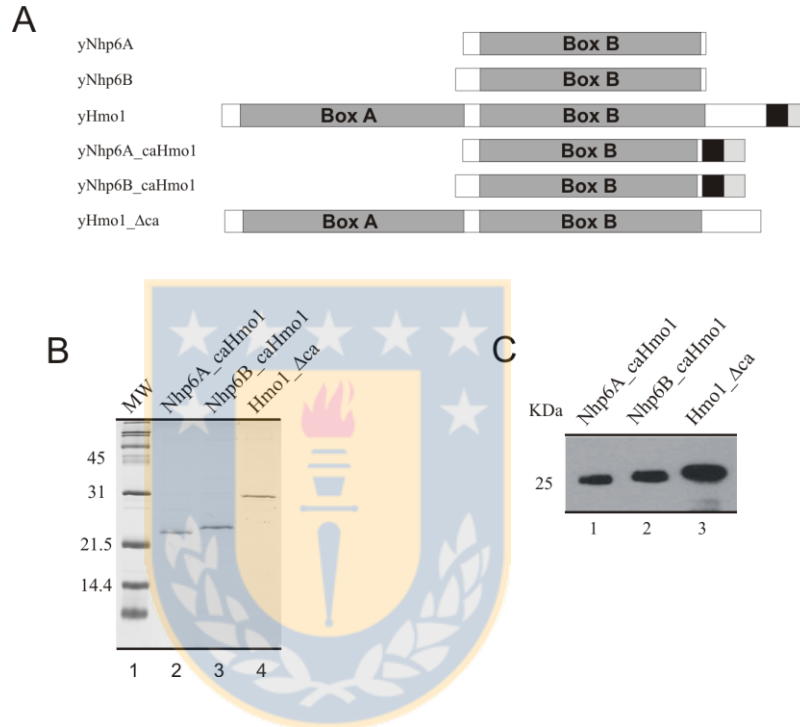 A
yNhp6A
Box B
yNhp6B
Box B
yHmo1
Box A
Box B
yNhp6A_caHmo1
Box B
yNhp6B_caHmo1
Box B
yHmo1_Δca
Box A
Box B
B
MW
Nhp6A_caHmo1
Nhp6B_caHmo1
Hmo1_Δca
45
31
21.5
14.4
1
2
3
4
C
KDa
Nhp6A_caHmo1
Nhp6B_caHmo1
Hmo1_Δca
25
1
2
3